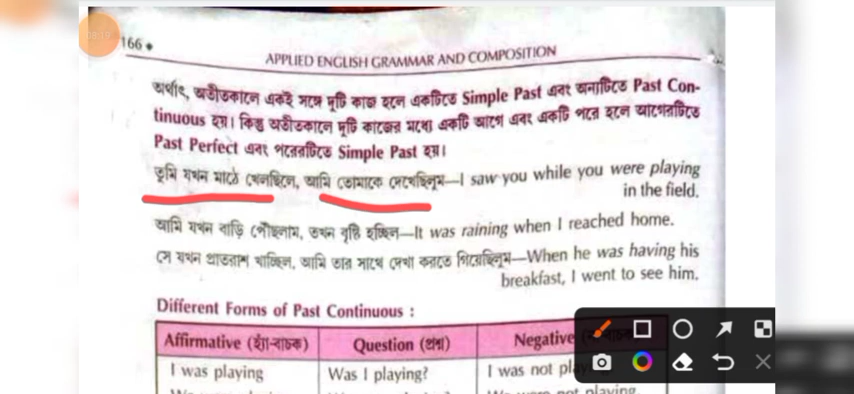 08:19
166
APPLIED ENGLISH GRAMMAR AND COMPOSITION
অর্থাৎ, অতীতকালে একই সঙ্গে দুটি কাজ হলে একটিতে Simple Past এবং অন্যটিতে Past Con-
tinuous হয়। কিন্তু অতীতকালে দুটি কাজের মধ্যে একটি আগে এবং একটি পরে হলে আগেরটিতে
Past Perfect এবং পরেরটিতে Simple Past হয়।
তুমি যখন মাঠে খেলছিলে, আমি তোমাকে দেখেছিলুম—I saw you while you were playing
in the field.
আমি যখন বাড়ি পৌঁছলাম, তখন বৃষ্টি হচ্ছিল—It was raining when I reached home.
সে যখন প্রাতরাশ খাচ্ছিল, আমি তার সাথে দেখা করতে গিয়েছিলুম—When he was having his
breakfast, I went to see him.
Different Forms of Past Continuous :
Affirmative (হ্যাঁ-বাচক) Question (প্রশ্ন) Negative
I was playing Was I playing? I was not